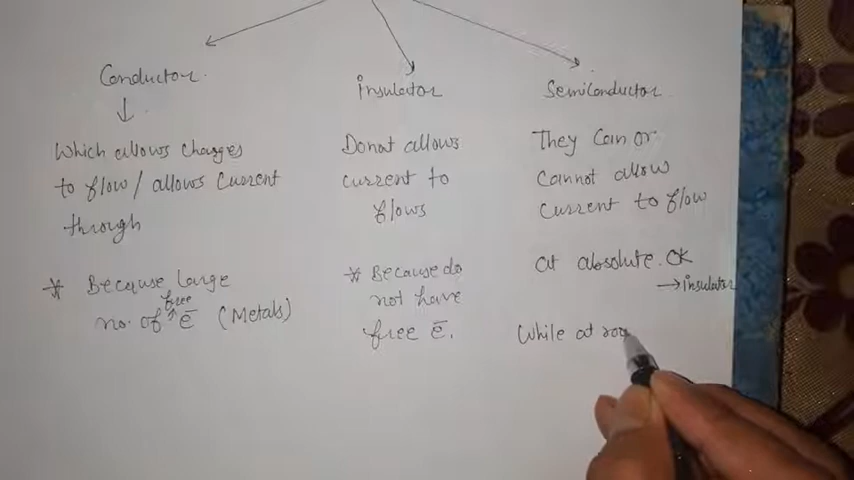 Conductor.
Which allows charges
to flow / allows current
through
* Because large
free
no. of e̅ (Metals)
insulator
Donot allows
current to
flows
* Because do
not have
free e̅.
Semiconductor.
They can or
cannot allow
current to flow
at absolute. OK
→ insulator
While at roo